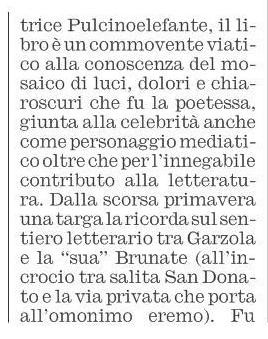 trice Pulcinoelefante, il li-
bro è un commovente viati-
co alla conoscenza del mo-
saico di luci, dolori e chia-
roscuri che fu la poetessa,
giunta alla celebrità anche
come personaggio mediati-
co oltre che per l'innegabile
contributo alla letteratu-
ra. Dalla scorsa primavera
una targa la ricorda sul sen-
tiero letterario tra Garzola
e la “sua” Brunate (all'in-
crocio tra salita San Dona-
to e la via privata che porta
all'omonimo eremo). Fu